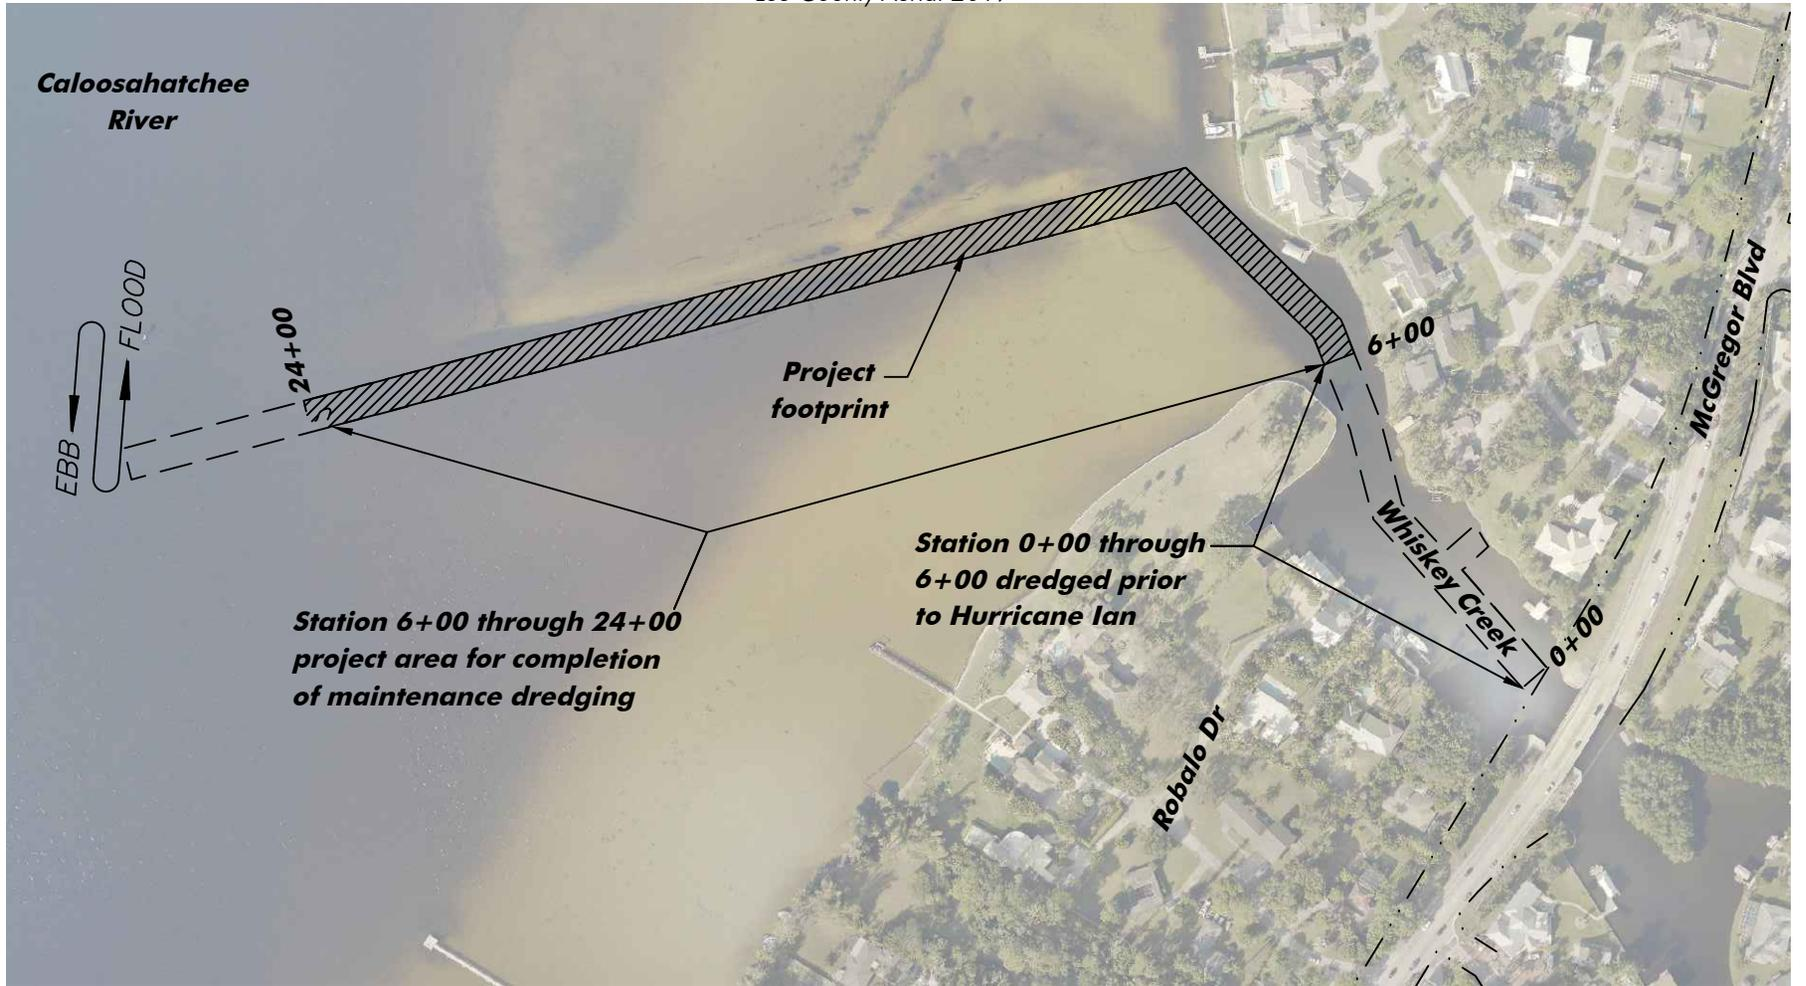 Caloosahatchee
River
FLOOD
EBB
24+00
6+00
McGregor Blvd
Project
footprint
Station 0+00 through
6+00 dredged prior
to Hurricane Ian
Whiskey Creek
0+00
Station 6+00 through 24+00
project area for completion
of maintenance dredging
Robalo Dr